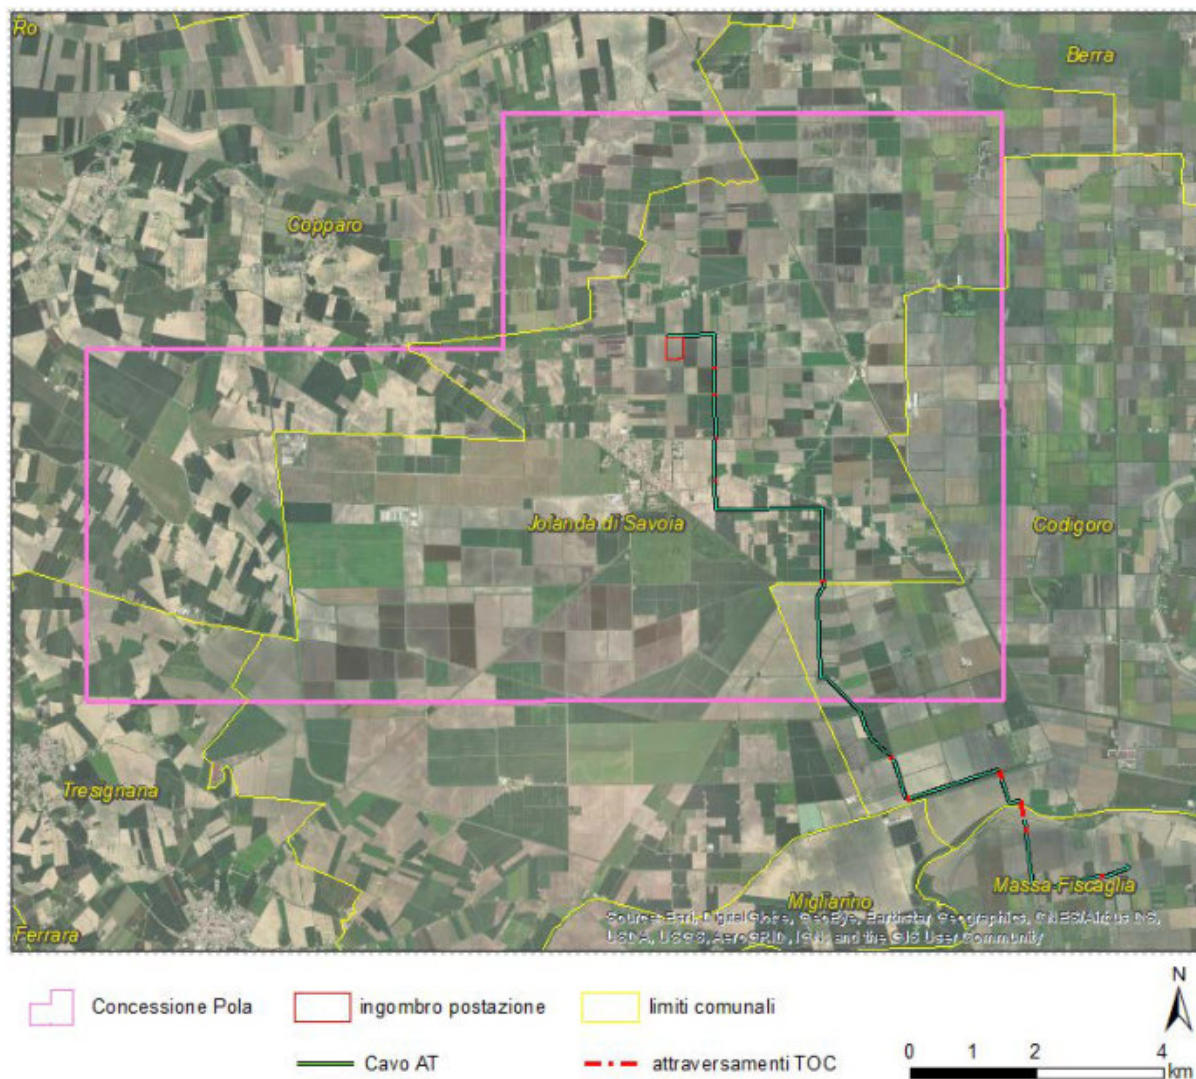 Ro
Berra
Copparo
Jolanda di Savoia
Codigoro
Tresignana
Massa Fiscaglia
Migliarino
Ferrara
Source: Esri, DigitalGlobe, GeoEye, Earthstar Geographics, CNES/Airbus DS,
USDA, USGS, AeroGRID, IGN, and the GIS User Community
Concessione Pola
ingombro postazione
limiti comunali
N
Cavo AT
attraversamenti TOC
0 1 2 4
km